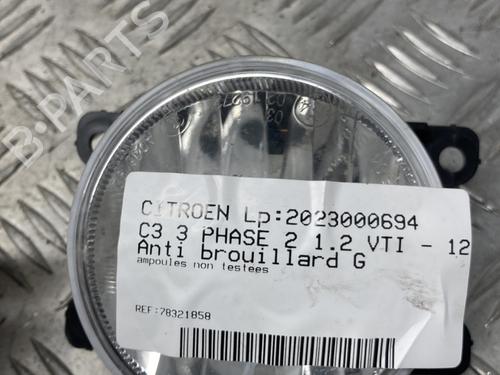 B-PARTS
CITROEN Lp:2023000694
C3 3 PHASE 2 1.2 VTI - 12
Anti brouillard G
ampoules non testees
REF:78321858